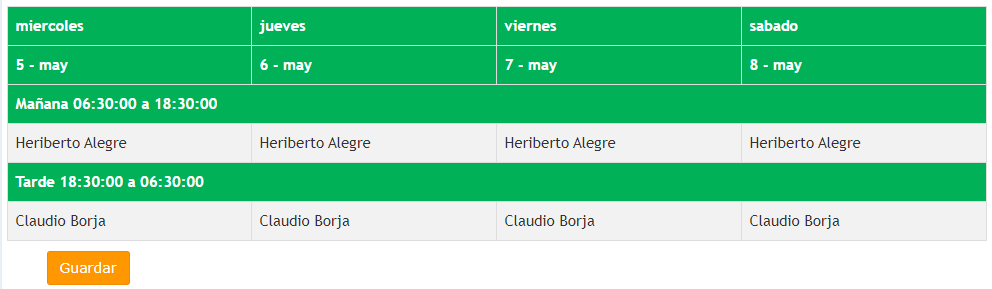 miercoles jueves viernes sabado
5 - may 6 - may 7 - may 8 - may
Mañana 06:30:00 a 18:30:00
Heriberto Alegre Heriberto Alegre Heriberto Alegre Heriberto Alegre
Tarde 18:30:00 a 06:30:00
Claudio Borja Claudio Borja Claudio Borja Claudio Borja
Guardar